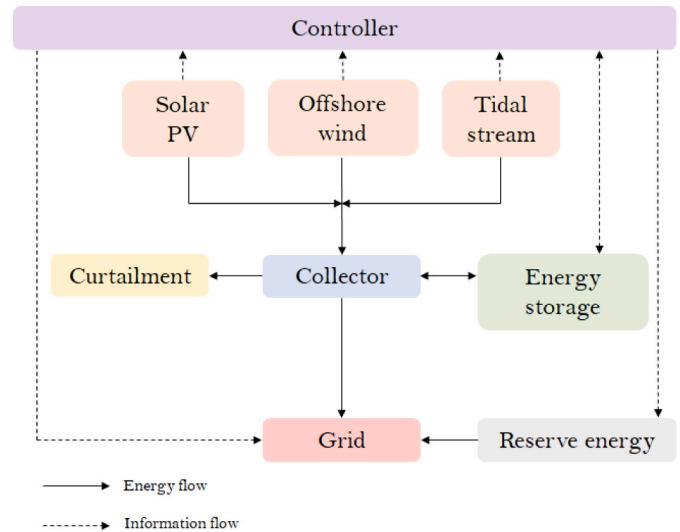 Controller
Solar
PV
Offshore
wind
Tidal
stream
Curtailment
Collector
Energy
storage
Grid
Reserve energy
Energy flow
Information flow